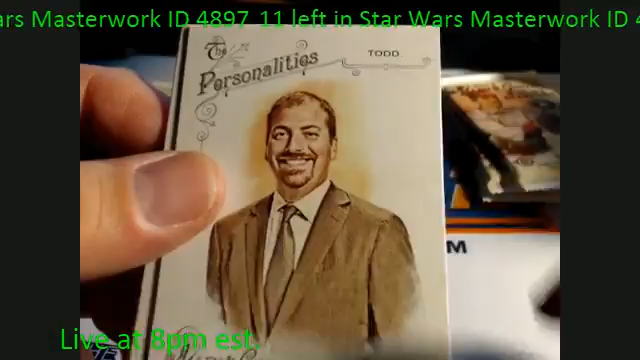 ars Masterwork ID 4897 11 left in Star Wars Masterwork ID 4
The
Personalities
TODD
M
Live at 8pm est.